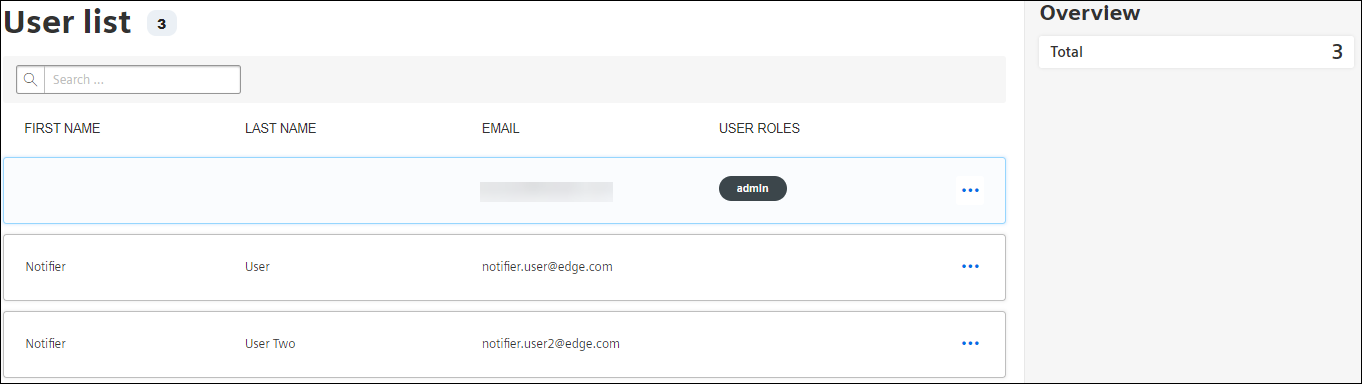 User list 3
Search ...
FIRST NAME LAST NAME EMAIL USER ROLES
admin
Notifier User notifier.user@edge.com
Notifier User Two notifier.user2@edge.com
Overview
Total 3